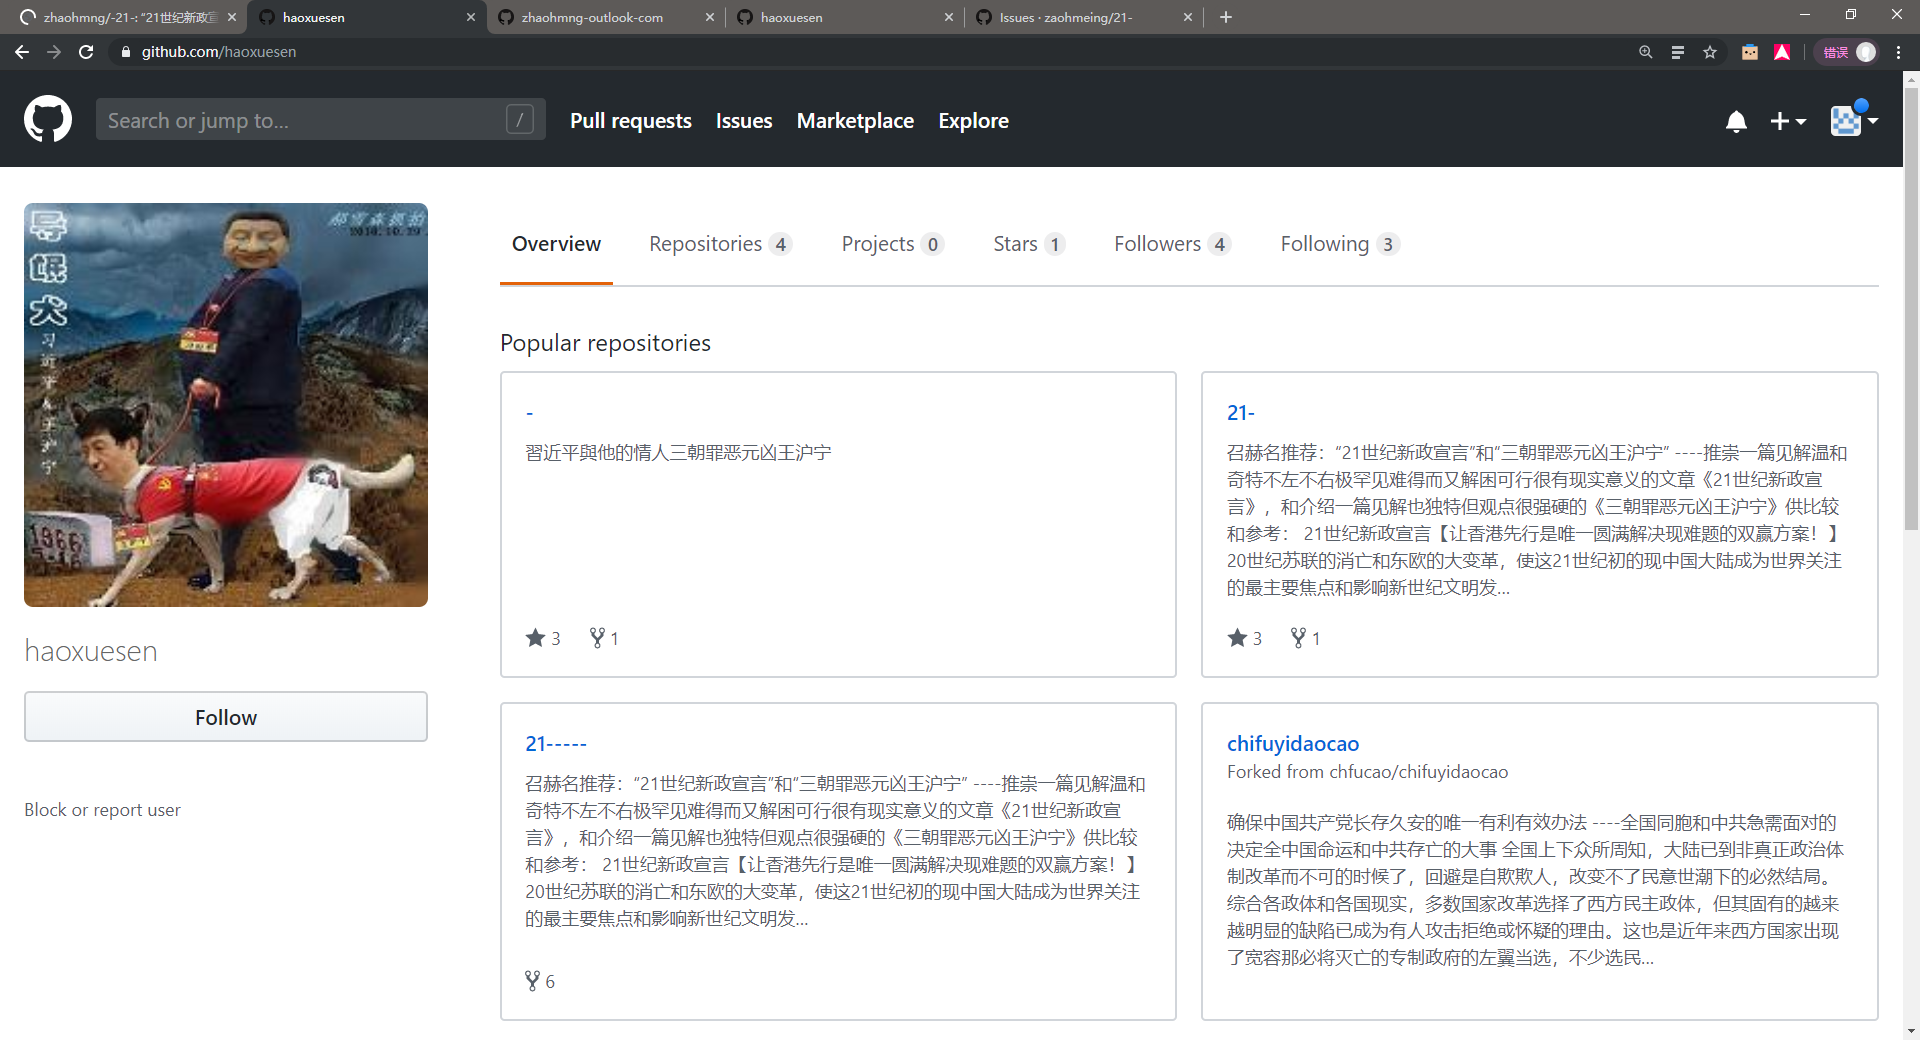 zhaohmng/-21-: “21世纪新政宣
haoxuesen
zhaohmng-outlook-com
haoxuesen
Issues · zaohmeing/21-
github.com/haoxuesen
错误
Search or jump to...
/
Pull requests
Issues
Marketplace
Explore
Overview
Repositories 4
Projects 0
Stars 1
Followers 4
Following 3
习近平&王沪宁
1966
haoxuesen
Follow
Block or report user
Popular repositories
-
習近平與他的情人三朝罪恶元凶王沪宁
3
1
21-
召赫名推荐：“21世纪新政宣言”和“三朝罪恶元凶王沪宁” ----推崇一篇见解温和
奇特不左不右极罕见难得而又解困可行很有现实意义的文章《21世纪新政宣
言》，和介绍一篇见解也独特但观点很强硬的《三朝罪恶元凶王沪宁》供比较
和参考： 21世纪新政宣言【让香港先行是唯一圆满解决现难题的双赢方案！】
20世纪苏联的消亡和东欧的大变革，使这21世纪初的现中国大陆成为世界关注
的最主要焦点和影响新世纪文明发...
3
1
21-----
召赫名推荐：“21世纪新政宣言”和“三朝罪恶元凶王沪宁” ----推崇一篇见解温和
奇特不左不右极罕见难得而又解困可行很有现实意义的文章《21世纪新政宣
言》，和介绍一篇见解也独特但观点很强硬的《三朝罪恶元凶王沪宁》供比较
和参考： 21世纪新政宣言【让香港先行是唯一圆满解决现难题的双赢方案！】
20世纪苏联的消亡和东欧的大变革，使这21世纪初的现中国大陆成为世界关注
的最主要焦点和影响新世纪文明发...
6
chifuyidaocao
Forked from chfucao/chifuyidaocao
确保中国共产党长存久安的唯一有利有效办法 ----全国同胞和中共急需面对的
决定全中国命运和中共存亡的大事 全国上下众所周知，大陆已到非真正政治体
制改革而不可的时候了，回避是自欺欺人，改变不了民意世潮下的必然结局。
综合各政体和各国现实，多数国家改革选择了西方民主政体，但其固有的越来
越明显的缺陷已成为有人攻击拒绝或怀疑的理由。这也是近年来西方国家出现
了宽容那必将灭亡的专制政府的左翼当选，不少选民...